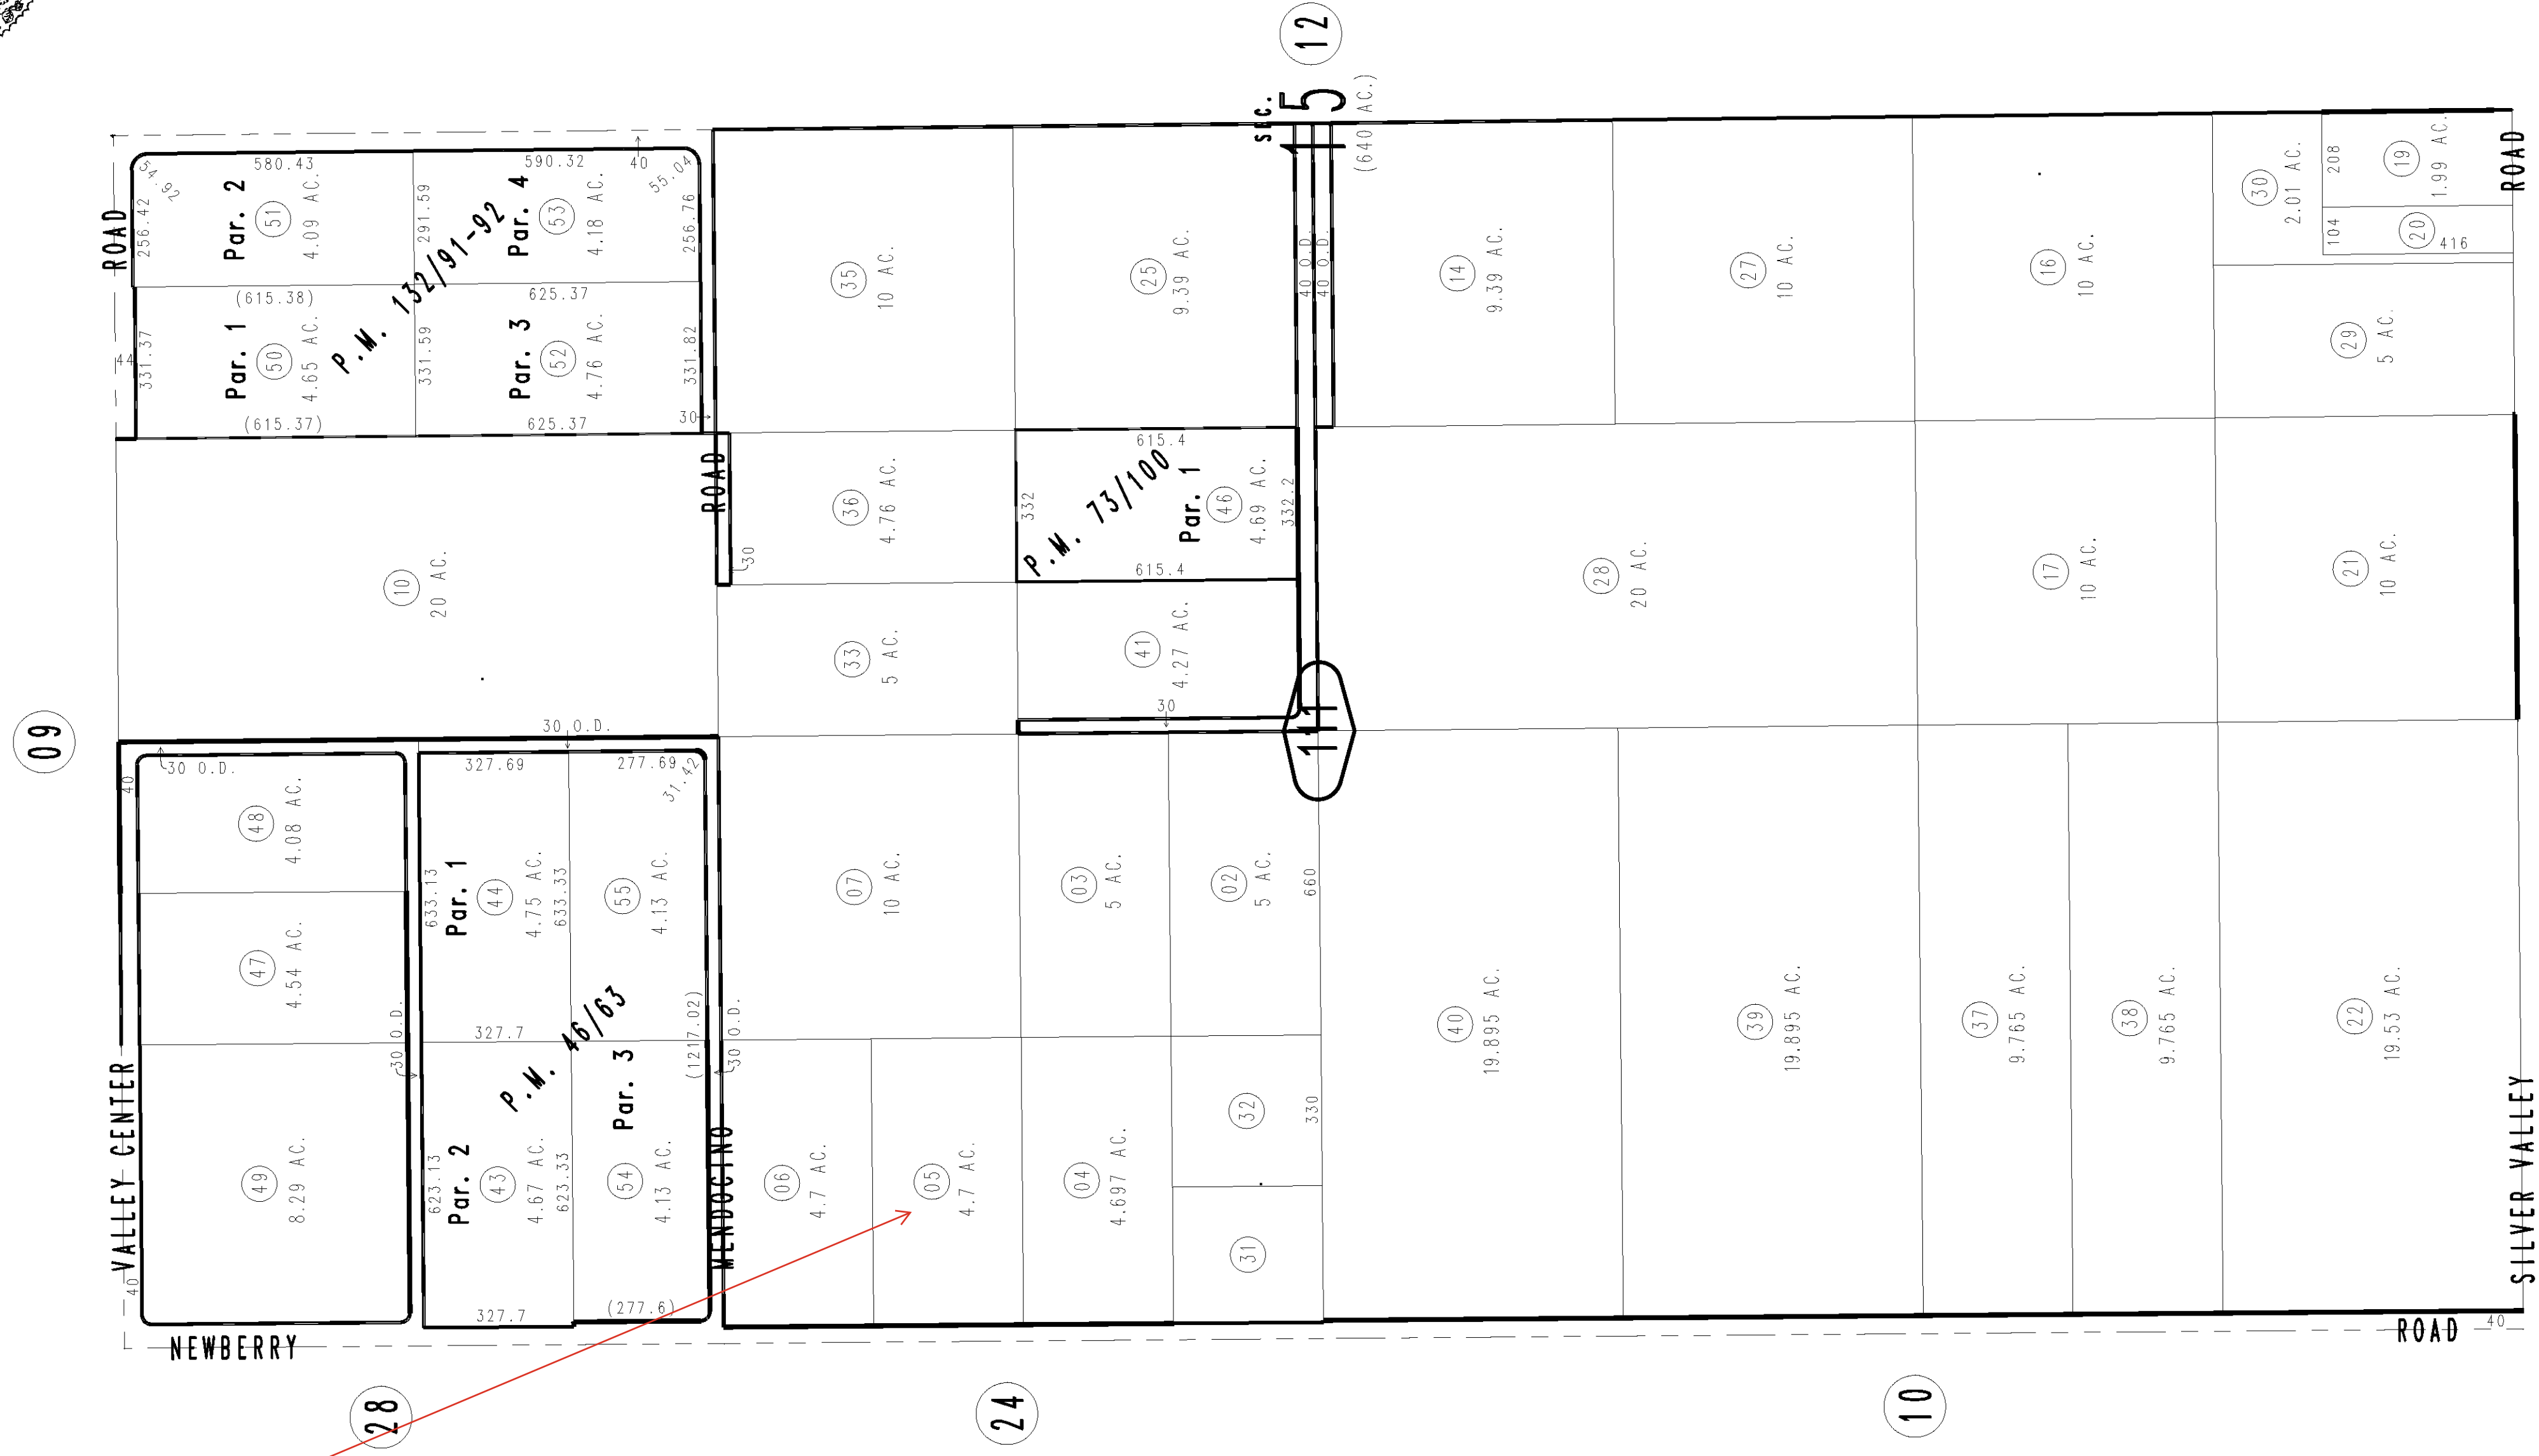 12
SEC.
15
(640 AC.)
ROAD
54.92
580.43
40
590.32
55.04
256.42
Par. 2
51
4.09 AC.
291.59
Par. 4
53
4.18 AC.
256.76
(615.38)
P.M. 132/91-92
625.37
44
331.37
Par. 1
50
4.65 AC.
331.59
Par. 3
52
4.76 AC.
331.82
(615.37)
625.37
30
35
10 AC.
25
9.39 AC.
40 O.D.
40 O.D.
14
9.39 AC.
27
10 AC.
16
10 AC.
30
2.01 AC.
208
19
1.99 AC.
ROAD
104
20
416
29
5 AC.
10
20 AC.
ROAD
30
36
4.76 AC.
615.4
332
P.M. 73/100
Par. 1
46
4.69 AC.
332.2
615.4
33
5 AC.
41
4.27 AC.
30
111
28
20 AC.
17
10 AC.
21
10 AC.
09
30 O.D.
40
30 O.D.
327.69
277.69
31.42
48
4.08 AC.
47
4.54 AC.
30 O.D.
49
8.29 AC.
633.13
Par. 1
44
4.75 AC.
633.33
55
4.13 AC.
327.7
P.M. 46/63
(1217.02)
30 O.D.
623.13
Par. 2
43
4.67 AC.
623.33
Par. 3
54
4.13 AC.
327.7
(277.6)
07
10 AC.
03
5 AC.
02
5 AC.
660
06
4.7 AC.
05
4.7 AC.
04
4.697 AC.
32
330
31
40
19.895 AC.
39
19.895 AC.
37
9.765 AC.
38
9.765 AC.
22
19.53 AC.
VALLEY CENTER
40
MENDOCINO
SILVER VALLEY
NEWBERRY
ROAD
40
28
24
10